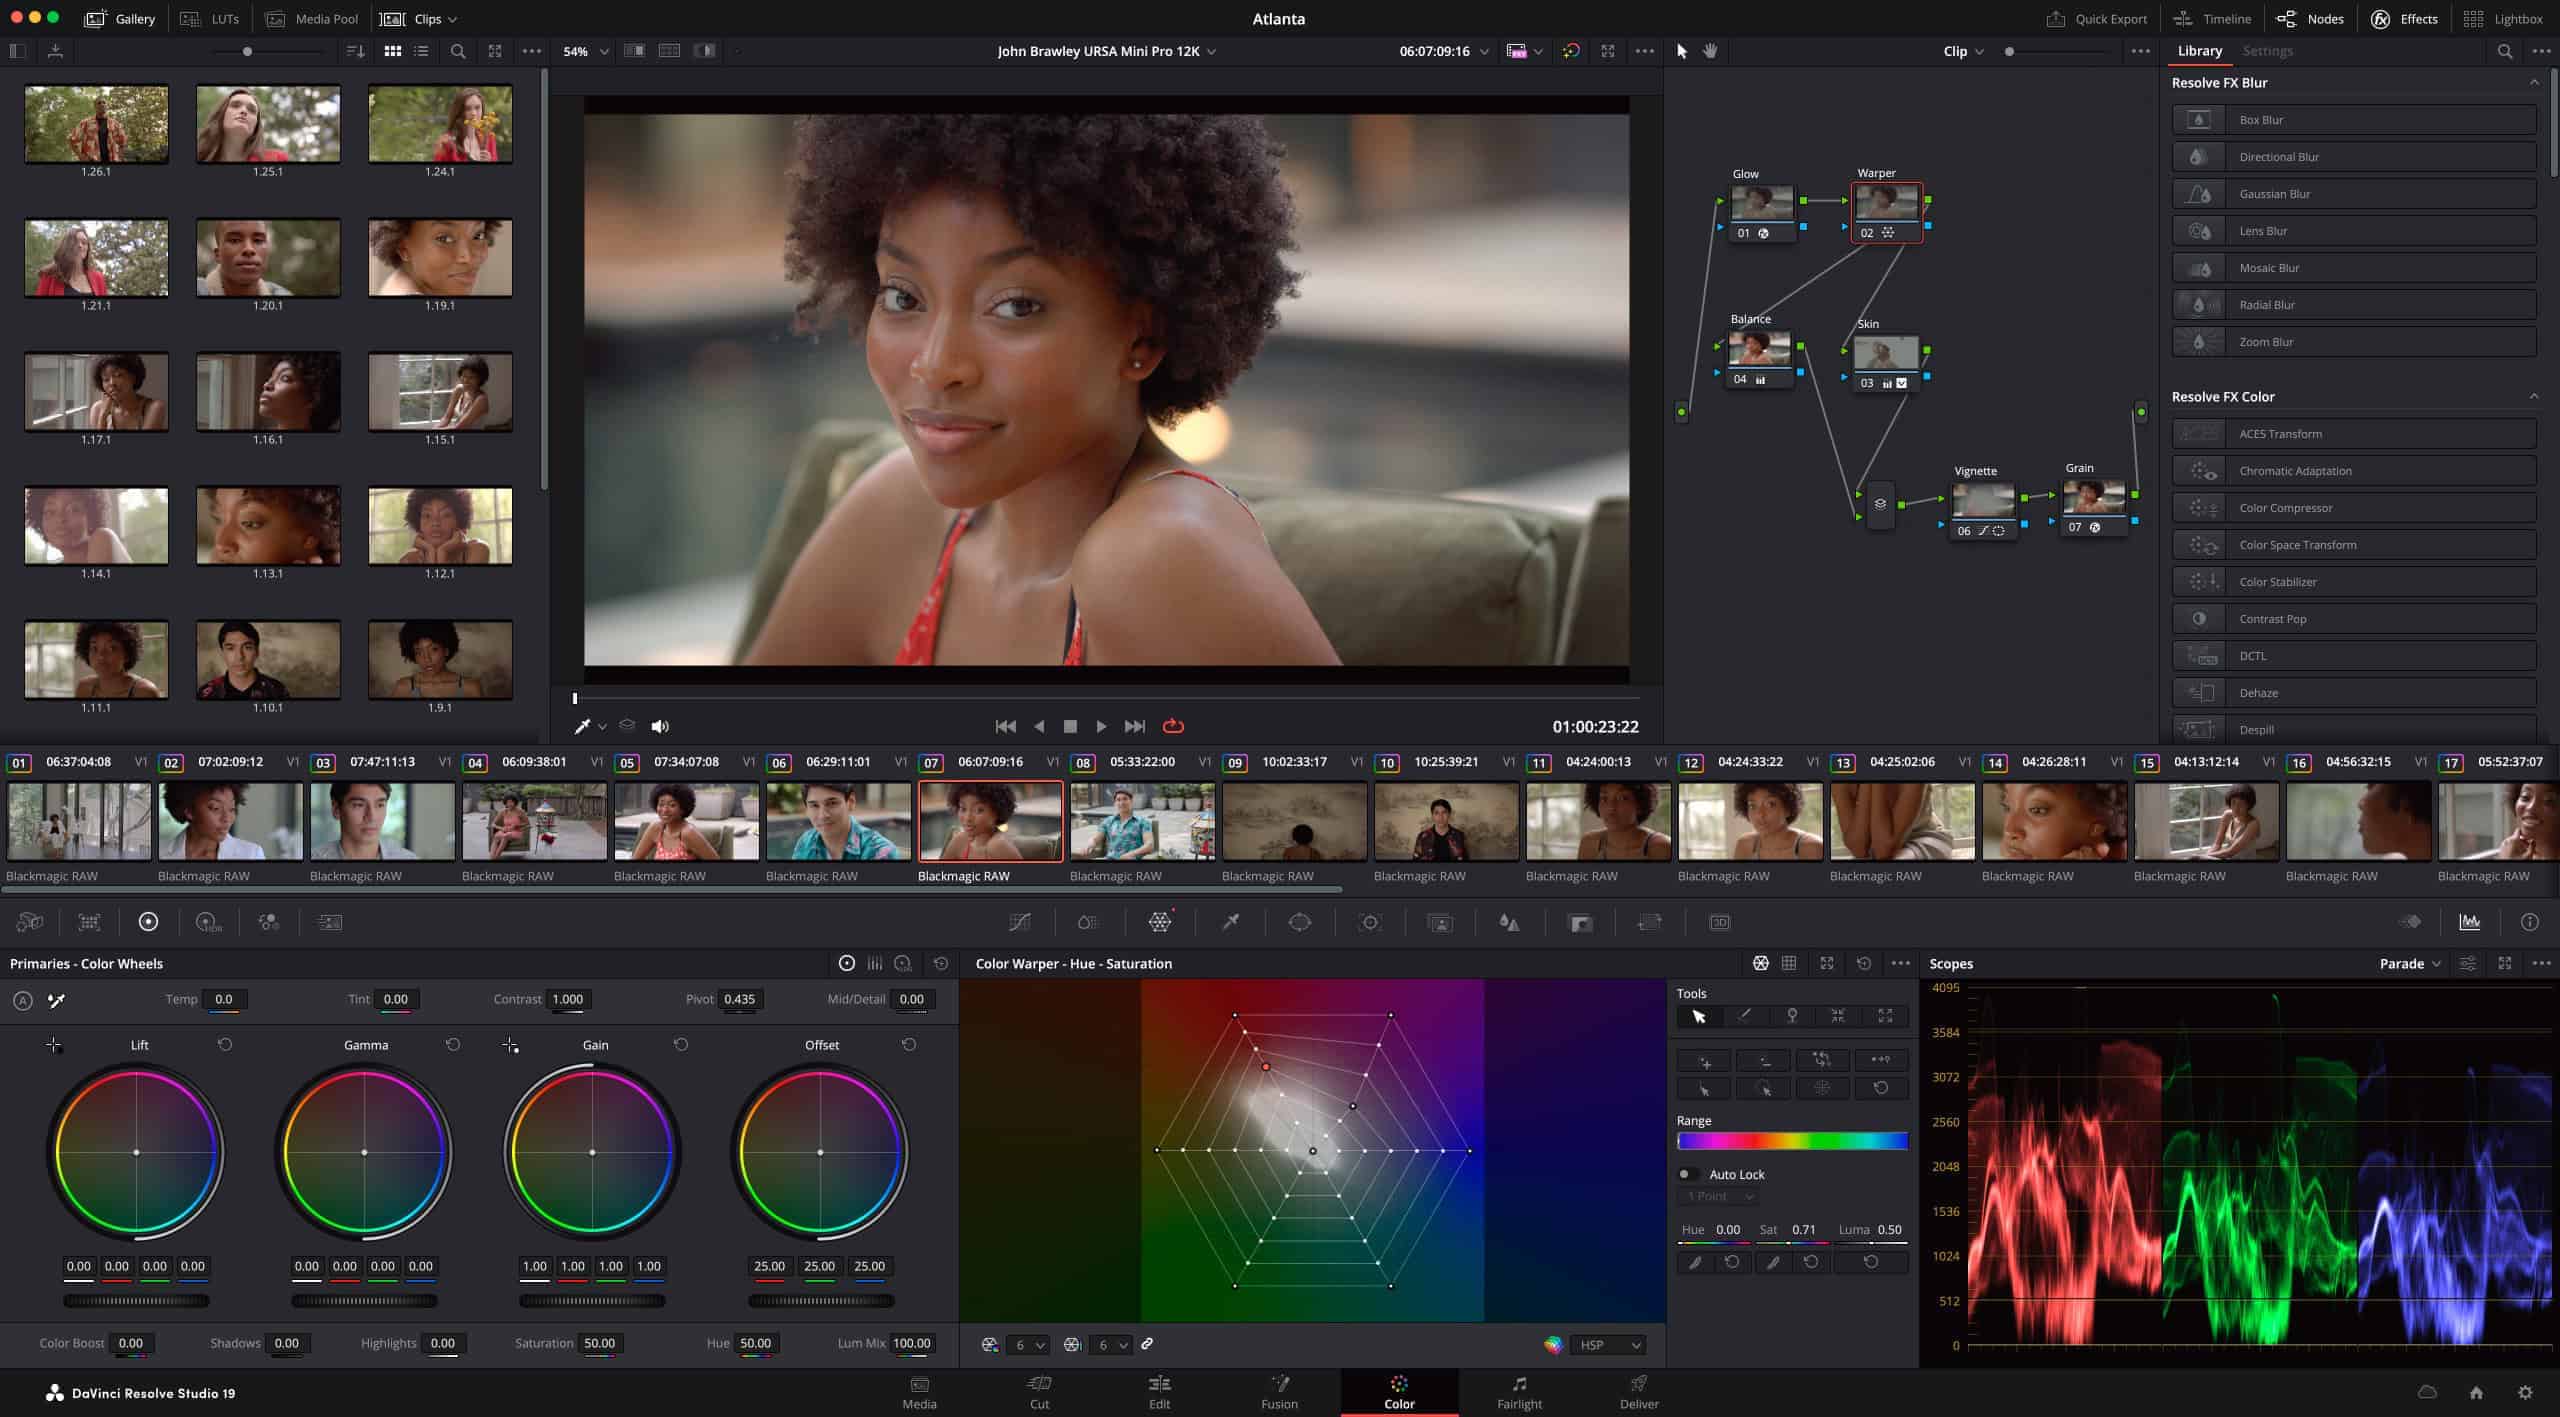 Gallery LUTs Media Pool Clips Atlanta Quick Export Timeline Nodes Effects Lightbox
54% John Brawley URSA Mini Pro 12K 06:07:09:16 Clip Library Settings
1.26.1 1.25.1 1.24.1
1.21.1 1.20.1 1.19.1
1.17.1 1.16.1 1.15.1
1.14.1 1.13.1 1.12.1
1.11.1 1.10.1 1.9.1
01:00:23:22
Glow Warper
01 02
Balance Skin
04 03
Vignette Grain
06 07
Resolve FX Blur
Box Blur
Directional Blur
Gaussian Blur
Lens Blur
Mosaic Blur
Radial Blur
Zoom Blur
Resolve FX Color
ACES Transform
Chromatic Adaptation
Color Compressor
Color Space Transform
Color Stabilizer
Contrast Pop
DCTL
Dehaze
Despill
01 06:37:04:08 V1 02 07:02:09:12 V1 03 07:47:11:13 V1 04 06:09:38:01 V1 05 07:34:07:08 V1 06 06:29:11:01 V1 07 06:07:09:16 V1 08 05:33:22:00 V1 09 10:02:33:17 V1 10 10:25:39:21 V1 11 04:24:00:13 V1 12 04:24:33:22 V1 13 04:25:02:06 V1 14 04:26:28:11 V1 15 04:13:12:14 V1 16 04:56:32:15 V1 17 05:52:37:07
Blackmagic RAW Blackmagic RAW Blackmagic RAW Blackmagic RAW Blackmagic RAW Blackmagic RAW Blackmagic RAW Blackmagic RAW Blackmagic RAW Blackmagic RAW Blackmagic RAW Blackmagic RAW Blackmagic RAW Blackmagic RAW Blackmagic RAW Blackmagic RAW Blackmagic RAW
HDR 3D
Primaries - Color Wheels
Temp 0.0 Tint 0.00 Contrast 1.000 Pivot 0.435 Mid/Detail 0.00
Lift Gamma Gain Offset
0.00 0.00 0.00 0.00 0.00 0.00 0.00 0.00 1.00 1.00 1.00 1.00 25.00 25.00 25.00
Color Boost 0.00 Shadows 0.00 Highlights 0.00 Saturation 50.00 Hue 50.00 Lum Mix 100.00
Color Warper - Hue - Saturation
6 6 HSP
Tools
Range
Auto Lock
1 Point
Hue 0.00 Sat 0.71 Luma 0.50
Scopes Parade
4095
3584
3072
2560
2048
1536
1024
512
0
DaVinci Resolve Studio 19 Media Cut Edit Fusion Color Fairlight Deliver